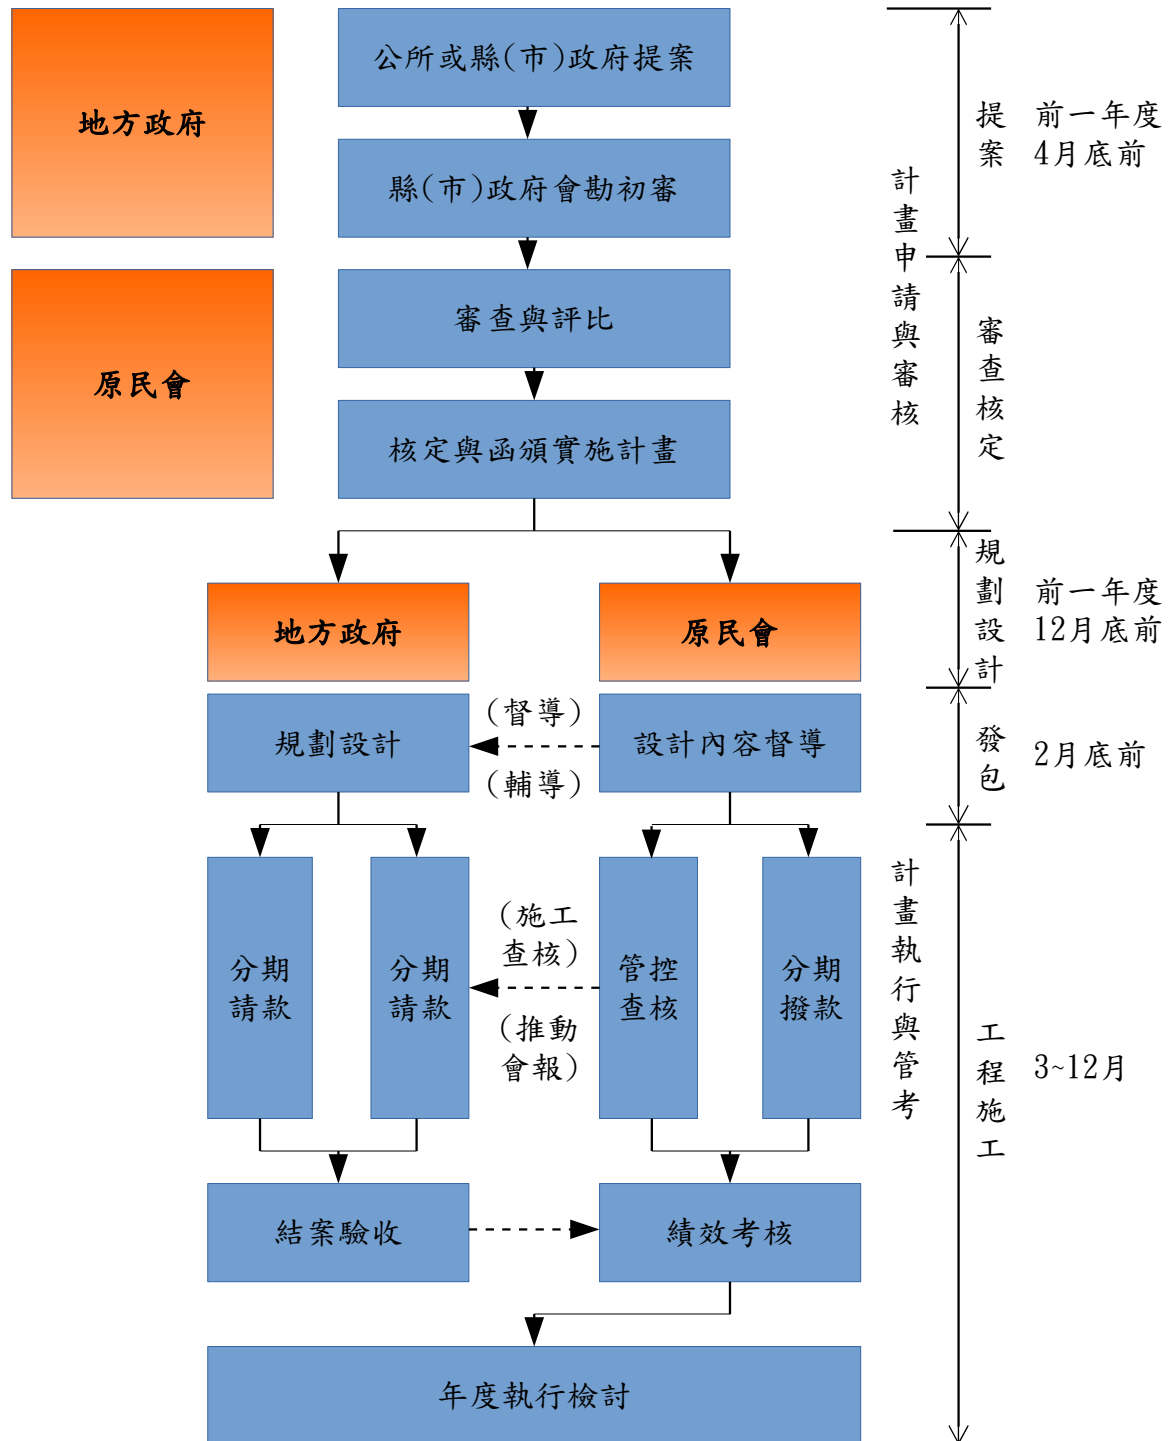 地方政府
公所或縣(市)政府提案
縣(市)政府會勘初審
原民會
審查與評比
核定與函頒實施計畫
計畫申請與審核
提案
前一年度
4月底前
審查核定
地方政府
原民會
規劃設計
前一年度
12月底前
規劃設計
(督導)
(輔導)
設計內容督導
發包
2月底前
分期
請款
分期
請款
(施工
查核)
(推動
會報)
管控
查核
分期
撥款
計畫執行與管考
工程施工
3~12月
結案驗收
績效考核
年度執行檢討